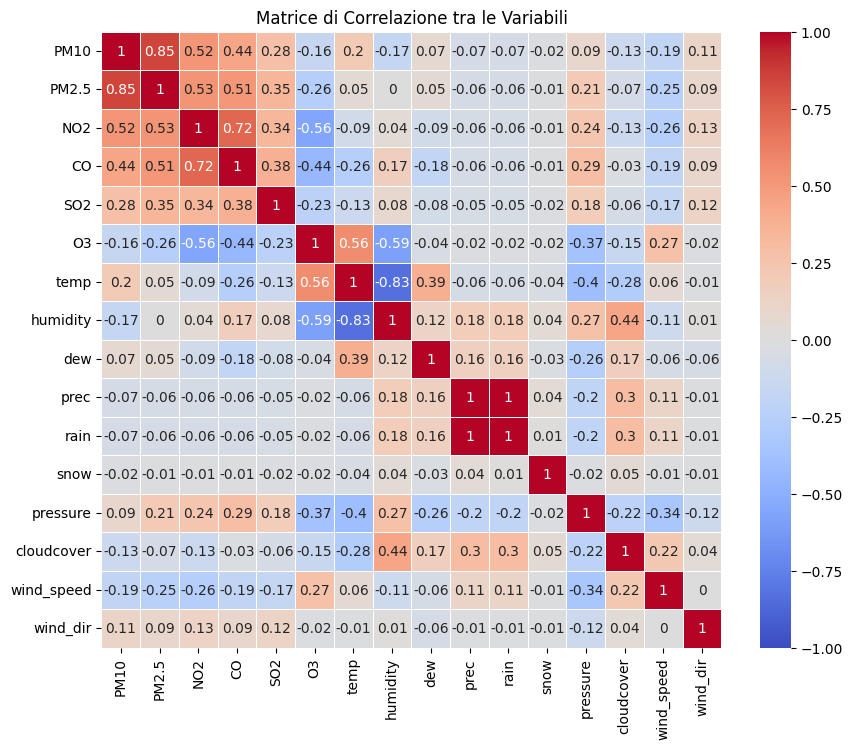 Matrice di Correlazione tra le Variabili
PM10 1 0.85 0.52 0.44 0.28 -0.16 0.2 -0.17 0.07 -0.07 -0.07 -0.02 0.09 -0.13 -0.19 0.11
PM2.5 0.85 1 0.53 0.51 0.35 -0.26 0.05 0 0.05 -0.06 -0.06 -0.01 0.21 -0.07 -0.25 0.09
NO2 0.52 0.53 1 0.72 0.34 -0.56 -0.09 0.04 -0.09 -0.06 -0.06 -0.01 0.24 -0.13 -0.26 0.13
CO 0.44 0.51 0.72 1 0.38 -0.44 -0.26 0.17 -0.18 -0.06 -0.06 -0.01 0.29 -0.03 -0.19 0.09
SO2 0.28 0.35 0.34 0.38 1 -0.23 -0.13 0.08 -0.08 -0.05 -0.05 -0.02 0.18 -0.06 -0.17 0.12
O3 -0.16 -0.26 -0.56 -0.44 -0.23 1 0.56 -0.59 -0.04 -0.02 -0.02 -0.02 -0.37 -0.15 0.27 -0.02
temp 0.2 0.05 -0.09 -0.26 -0.13 0.56 1 -0.83 0.39 -0.06 -0.06 -0.04 -0.4 -0.28 0.06 -0.01
humidity -0.17 0 0.04 0.17 0.08 -0.59 -0.83 1 0.12 0.18 0.18 0.04 0.27 0.44 -0.11 0.01
dew 0.07 0.05 -0.09 -0.18 -0.08 -0.04 0.39 0.12 1 0.16 0.16 -0.03 -0.26 0.17 -0.06 -0.06
prec -0.07 -0.06 -0.06 -0.06 -0.05 -0.02 -0.06 0.18 0.16 1 1 0.04 -0.2 0.3 0.11 -0.01
rain -0.07 -0.06 -0.06 -0.06 -0.05 -0.02 -0.06 0.18 0.16 1 1 0.01 -0.2 0.3 0.11 -0.01
snow -0.02 -0.01 -0.01 -0.01 -0.02 -0.02 -0.04 0.04 -0.03 0.04 0.01 1 -0.02 0.05 -0.01 -0.01
pressure 0.09 0.21 0.24 0.29 0.18 -0.37 -0.4 0.27 -0.26 -0.2 -0.2 -0.02 1 -0.22 -0.34 -0.12
cloudcover -0.13 -0.07 -0.13 -0.03 -0.06 -0.15 -0.28 0.44 0.17 0.3 0.3 0.05 -0.22 1 0.22 0.04
wind_speed -0.19 -0.25 -0.26 -0.19 -0.17 0.27 0.06 -0.11 -0.06 0.11 0.11 -0.01 -0.34 0.22 1 0
wind_dir 0.11 0.09 0.13 0.09 0.12 -0.02 -0.01 0.01 -0.06 -0.01 -0.01 -0.01 -0.12 0.04 0 1
PM10 PM2.5 NO2 CO SO2 O3 temp humidity dew prec rain snow pressure cloudcover wind_speed wind_dir
1.00
0.75
0.50
0.25
0.00
−0.25
−0.50
−0.75
−1.00